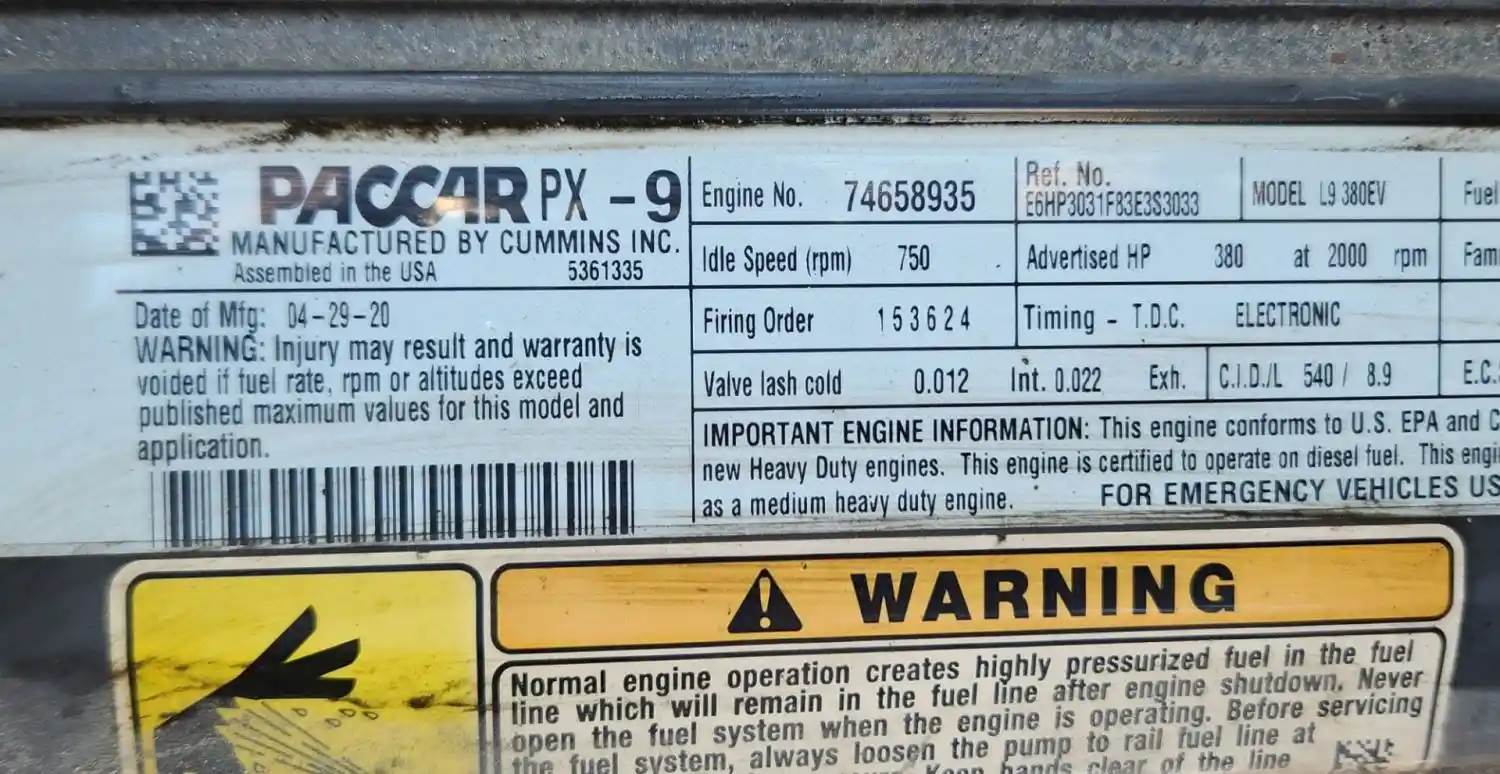 PACCAR PX -9
MANUFACTURED BY CUMMINS INC.
Assembled in the USA 5361335
Date of Mfg: 04-29-20
WARNING: Injury may result and warranty is
voided if fuel rate, rpm or altitudes exceed
published maximum values for this model and
application.
Engine No. 74658935
Ref. No.
E6HP3031F83E3S3033
MODEL L9 380EV
Fuel
Idle Speed (rpm) 750
Advertised HP 380 at 2000 rpm
Firing Order 153624
Timing - T.D.C. ELECTRONIC
Valve lash cold 0.012 Int. 0.022 Exh.
C.I.D./L 540 / 8.9
E.C.
IMPORTANT ENGINE INFORMATION: This engine conforms to U.S. EPA and
new Heavy Duty engines. This engine is certified to operate on diesel fuel. This
as a medium heavy duty engine. FOR EMERGENCY VEHICLES
WARNING
Normal engine operation creates highly pressurized fuel in the fuel
line which will remain in the fuel line after engine shutdown. Never
open the fuel system when the engine is operating. Before servicing
the fuel system, always loosen the pump to rail fuel line at
hands clear of the line